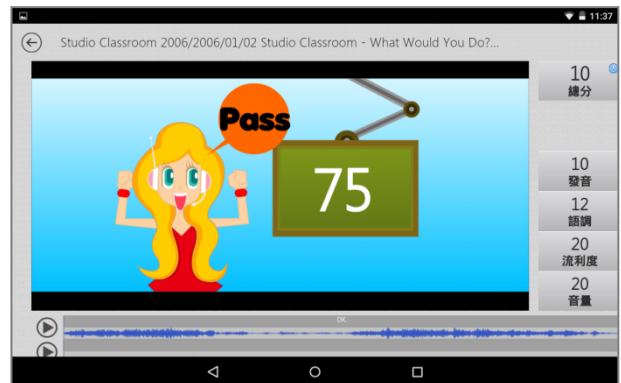 11:37
Studio Classroom 2006/2006/01/02 Studio Classroom - What Would You Do?...
Pass
75
10
總分
10
發音
12
語調
20
流利度
20
音量
OK.